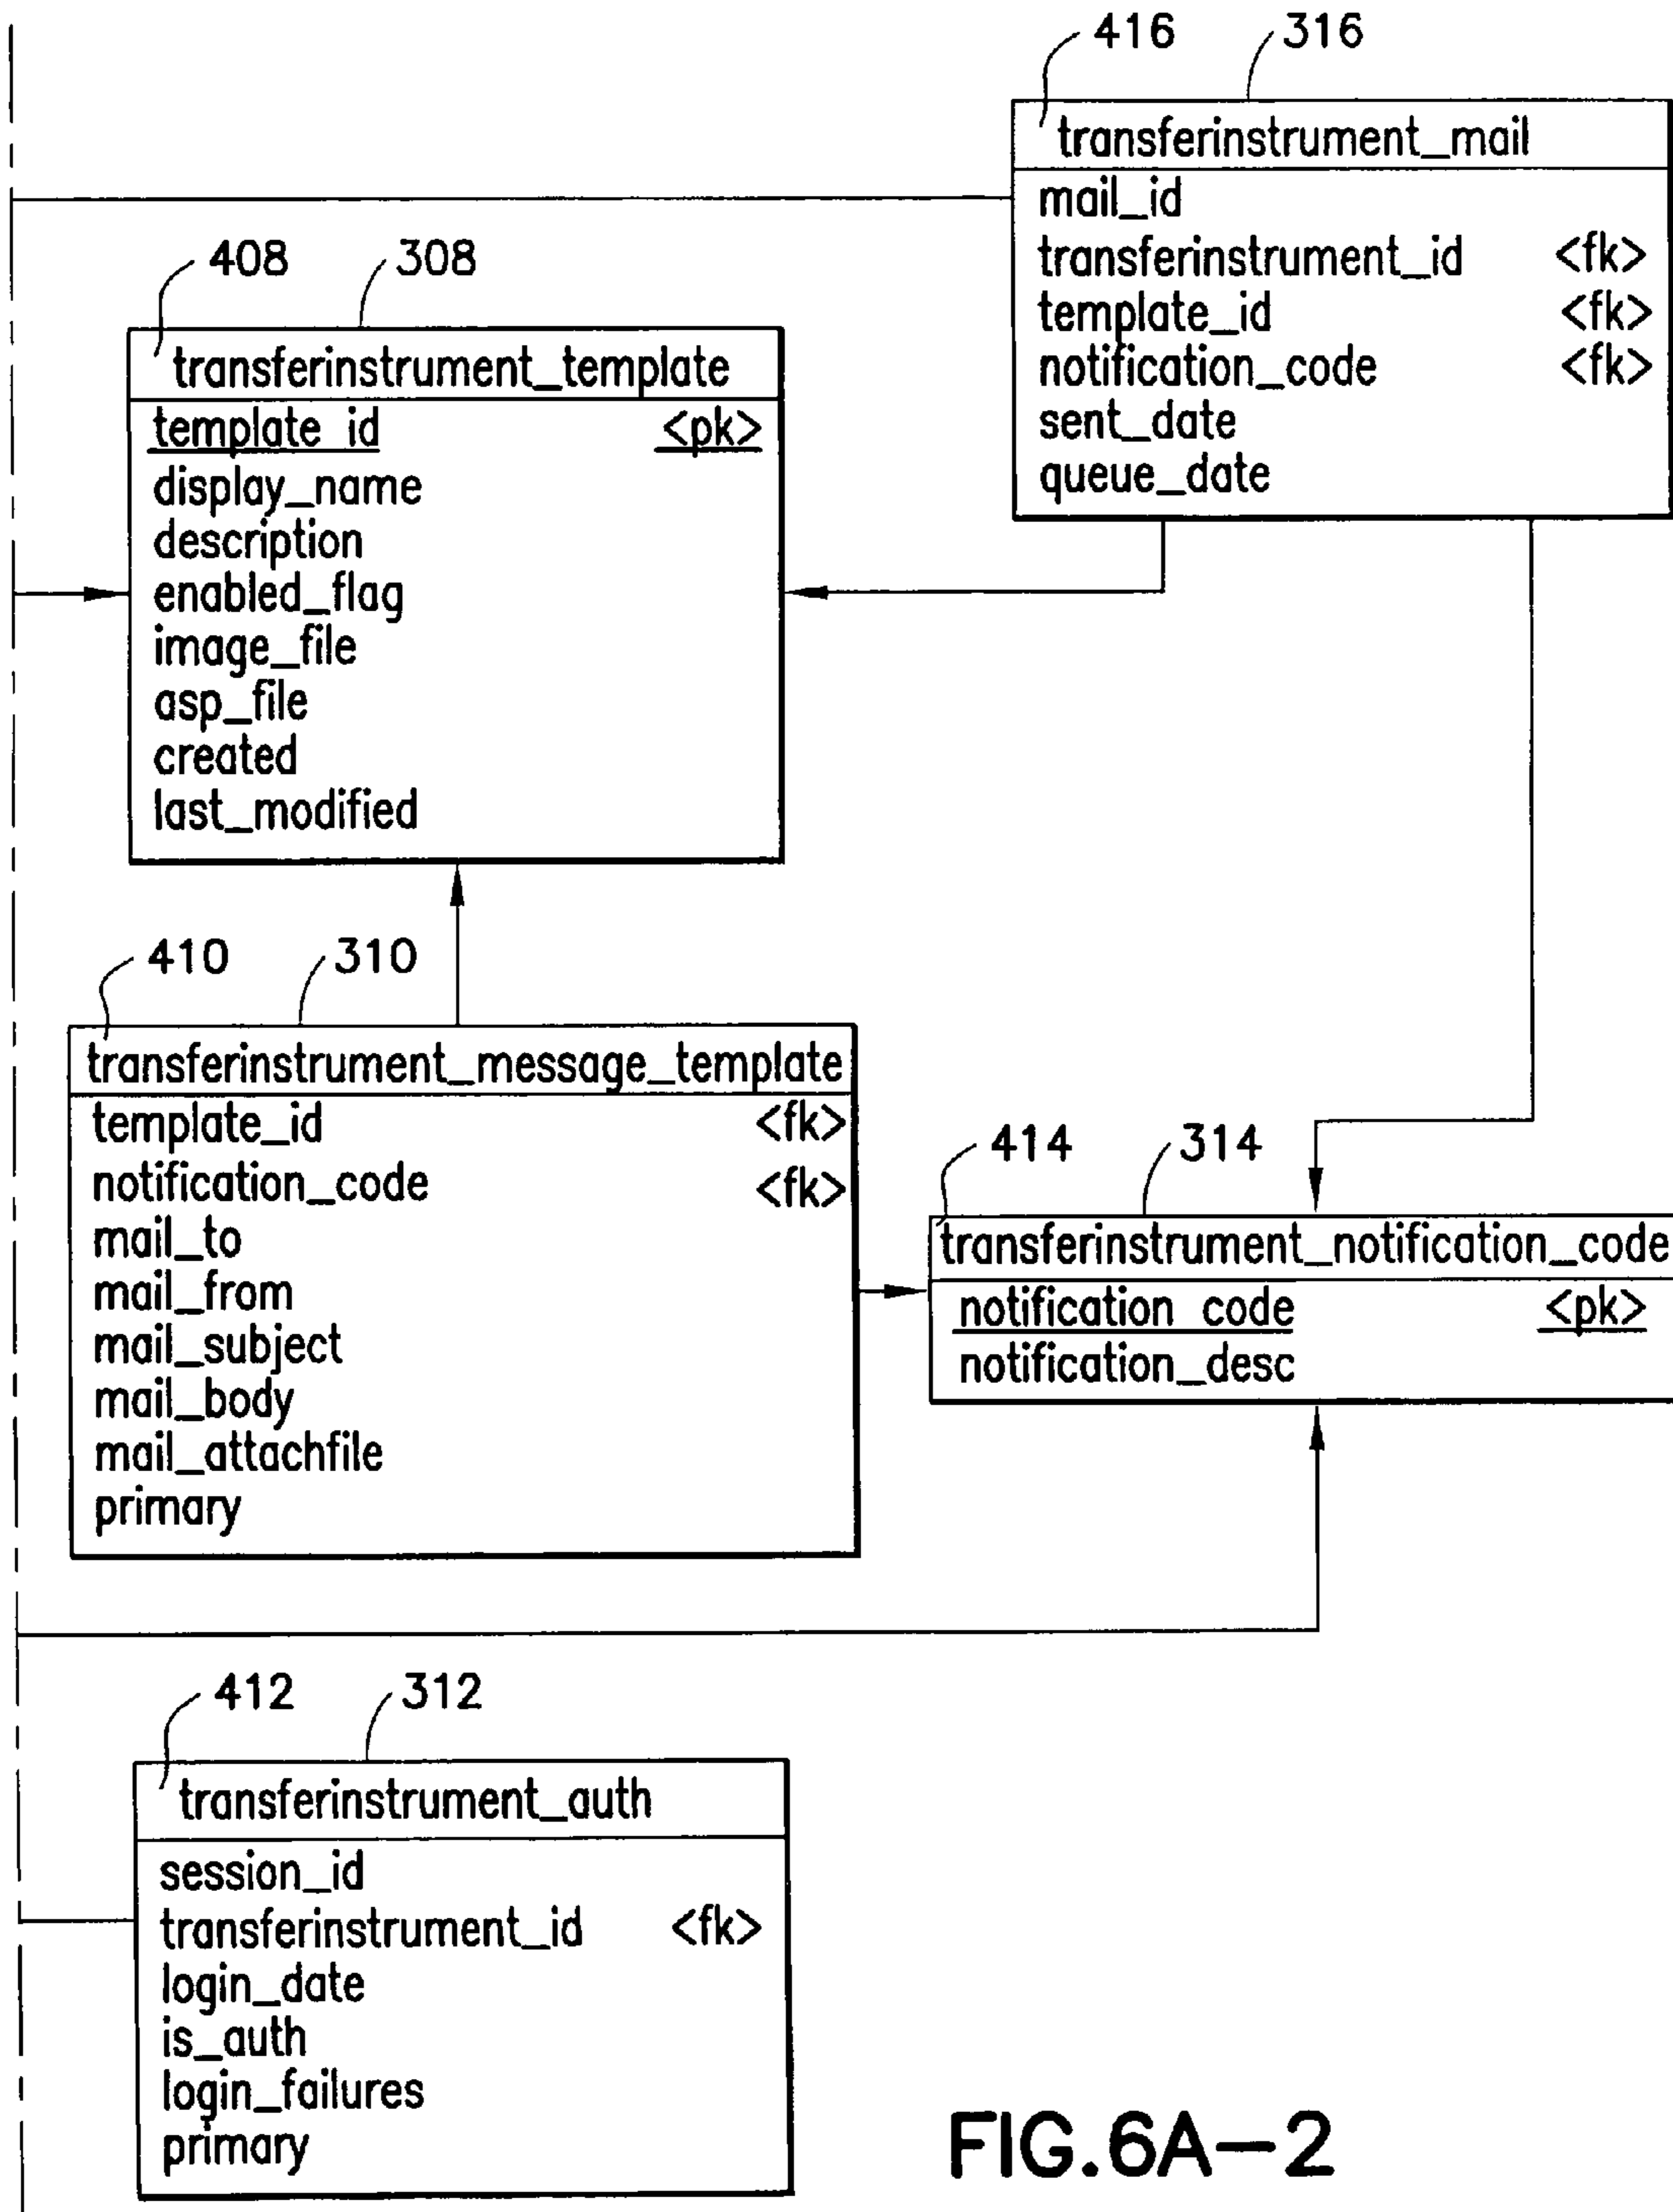 416 316
transferinstrument_mail
mail_id
transferinstrument_id <fk>
template_id <fk>
notification_code <fk>
sent_date
queue_date
408 308
transferinstrument_template
template_id <pk>
display_name
description
enabled_flag
image_file
asp_file
created
last_modified
410 310
transferinstrument_message_template
template_id <fk>
notification_code <fk>
mail_to
mail_from
mail_subject
mail_body
mail_attachfile
primary
414 314
transferinstrument_notification_code
notification_code <pk>
notification_desc
412 312
transferinstrument_auth
session_id
transferinstrument_id <fk>
login_date
is_auth
login_failures
primary
FIG.6A-2